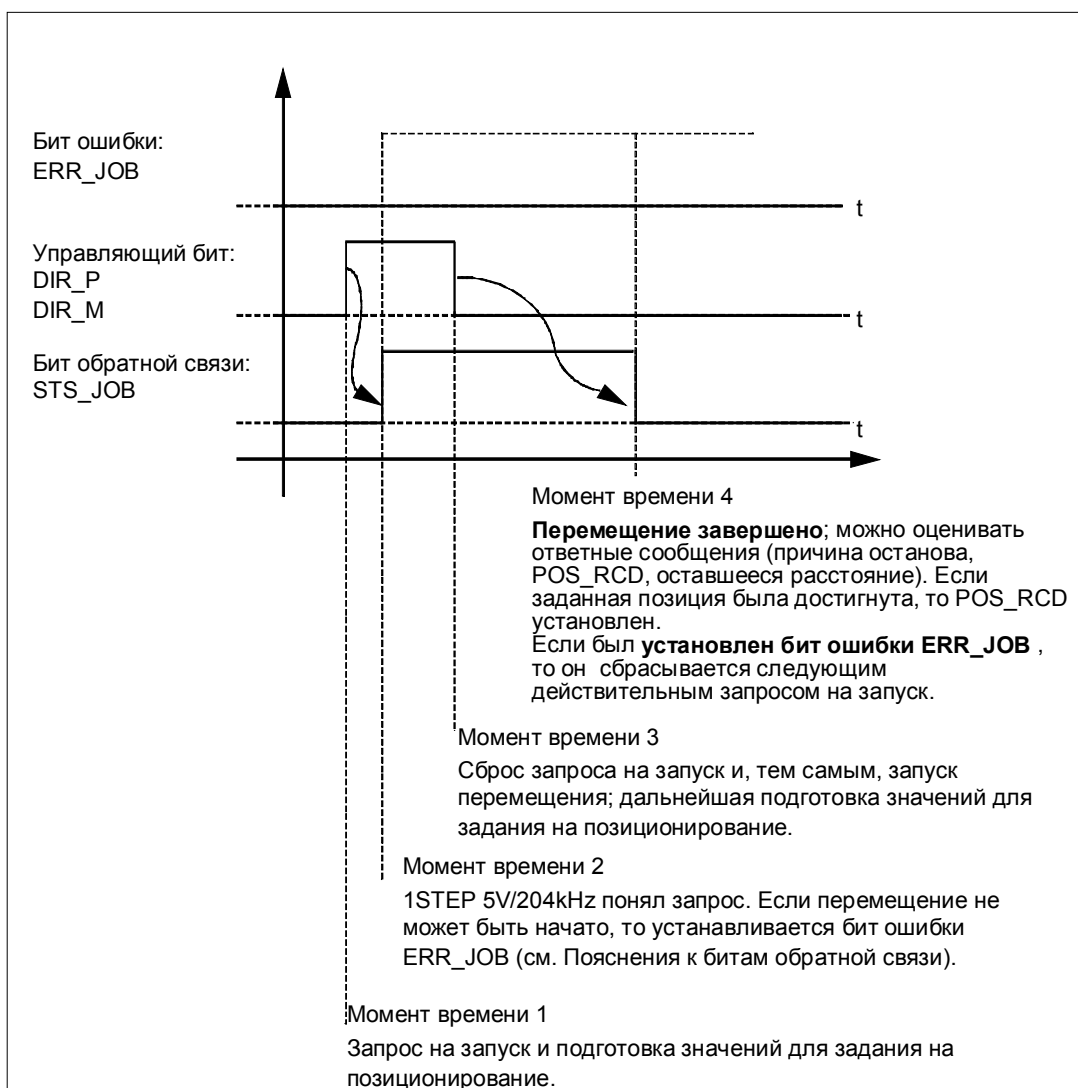 Бит ошибки:
ERR_JOB
t
Управляющий бит:
DIR_P
DIR_M
t
Бит обратной связи:
STS_JOB
t
Момент времени 4
Перемещение завершено; можно оценивать
ответные сообщения (причина останова,
POS_RCD, оставшееся расстояние). Если
заданная позиция была достигнута, то POS_RCD
установлен.
Если был установлен бит ошибки ERR_JOB ,
то он сбрасывается следующим
действительным запросом на запуск.
Момент времени 3
Сброс запроса на запуск и, тем самым, запуск
перемещения; дальнейшая подготовка значений для
задания на позиционирование.
Момент времени 2
1STEP 5V/204kHz понял запрос. Если перемещение не
может быть начато, то устанавливается бит ошибки
ERR_JOB (см. Пояснения к битам обратной связи).
Момент времени 1
Запрос на запуск и подготовка значений для задания на
позиционирование.